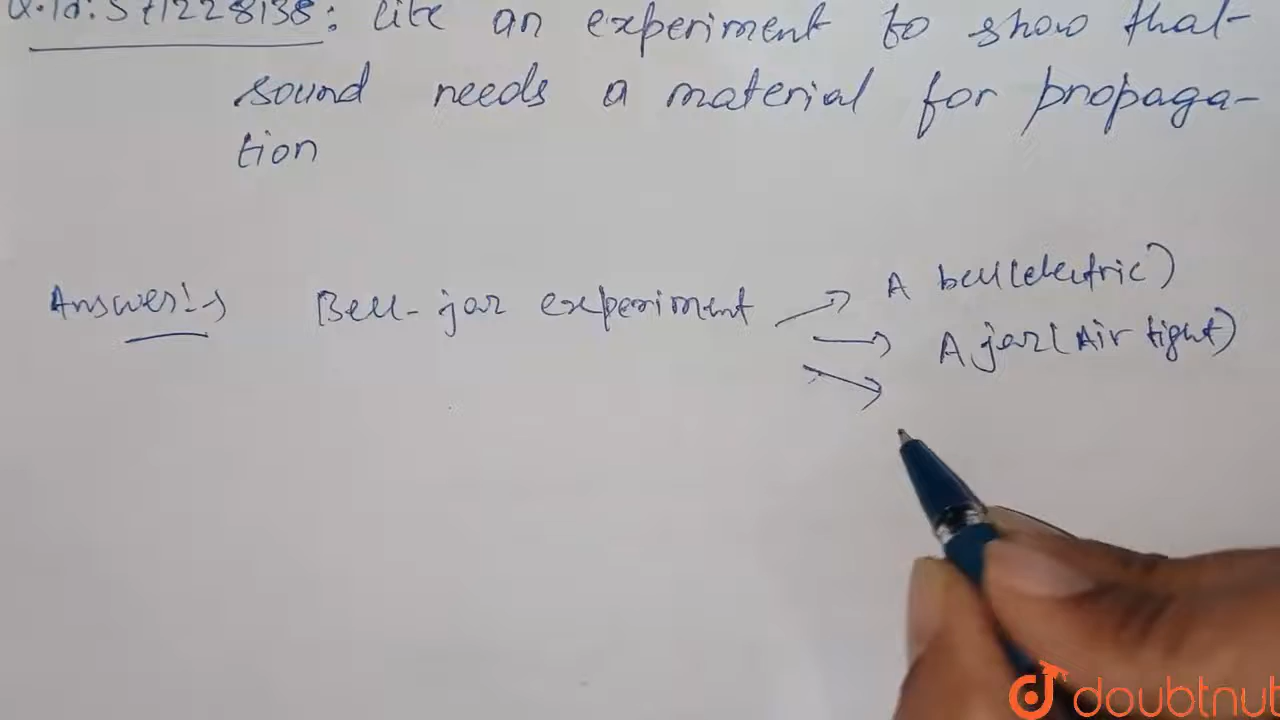 Q.Id: 571228138: Cite an experiment to show that
sound needs a material for propaga-
tion
Answer:→ Bell-jar experiment → A bell(electric)
→ A jar(Air tight)
→
doubtnut